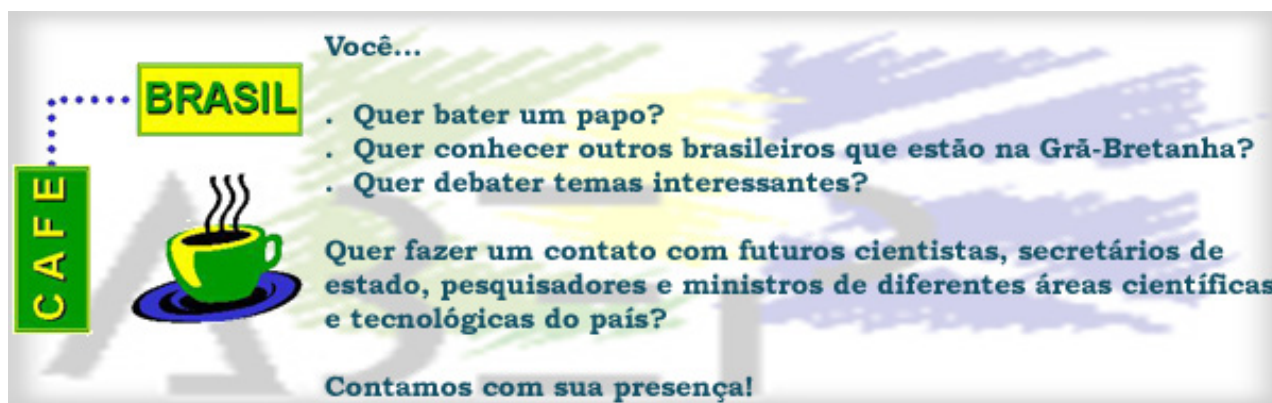 Você...
BRASIL
. Quer bater um papo?
. Quer conhecer outros brasileiros que estão na Grã-Bretanha?
. Quer debater temas interessantes?
CAFE
Quer fazer um contato com futuros cientistas, secretários de
estado, pesquisadores e ministros de diferentes áreas científicas
e tecnológicas do país?
Contamos com sua presença!